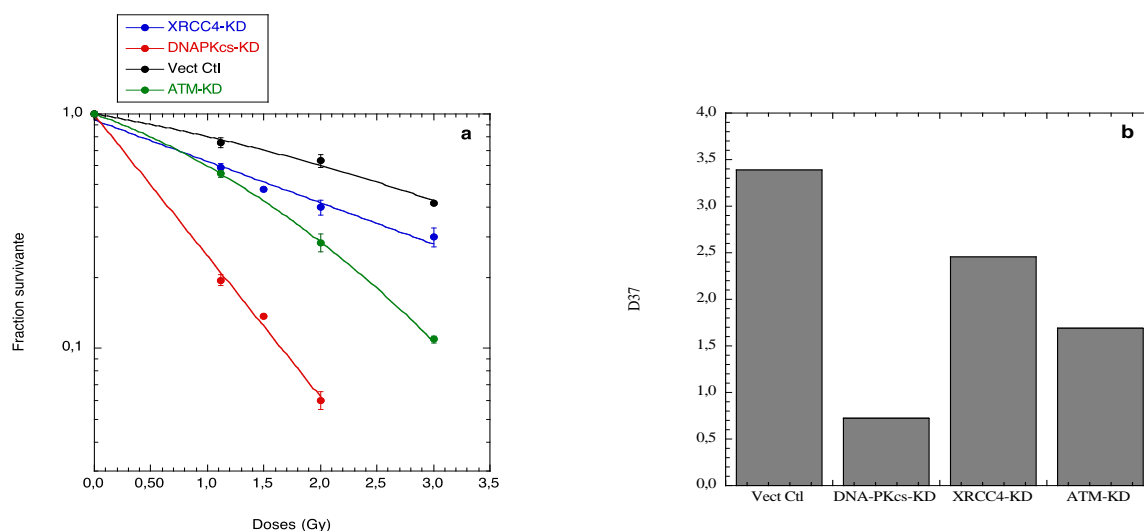 XRCC4-KD
DNAPKcs-KD
Vect Ctl
ATM-KD
a
1,0
0,1
Fraction survivante
0,0 0,50 1,0 1,5 2,0 2,5 3,0 3,5
Doses (Gy)
b
4,0
3,5
3,0
2,5
2,0
1,5
1,0
0,5
0,0
D37
Vect Ctl DNA-PKcs-KD XRCC4-KD ATM-KD